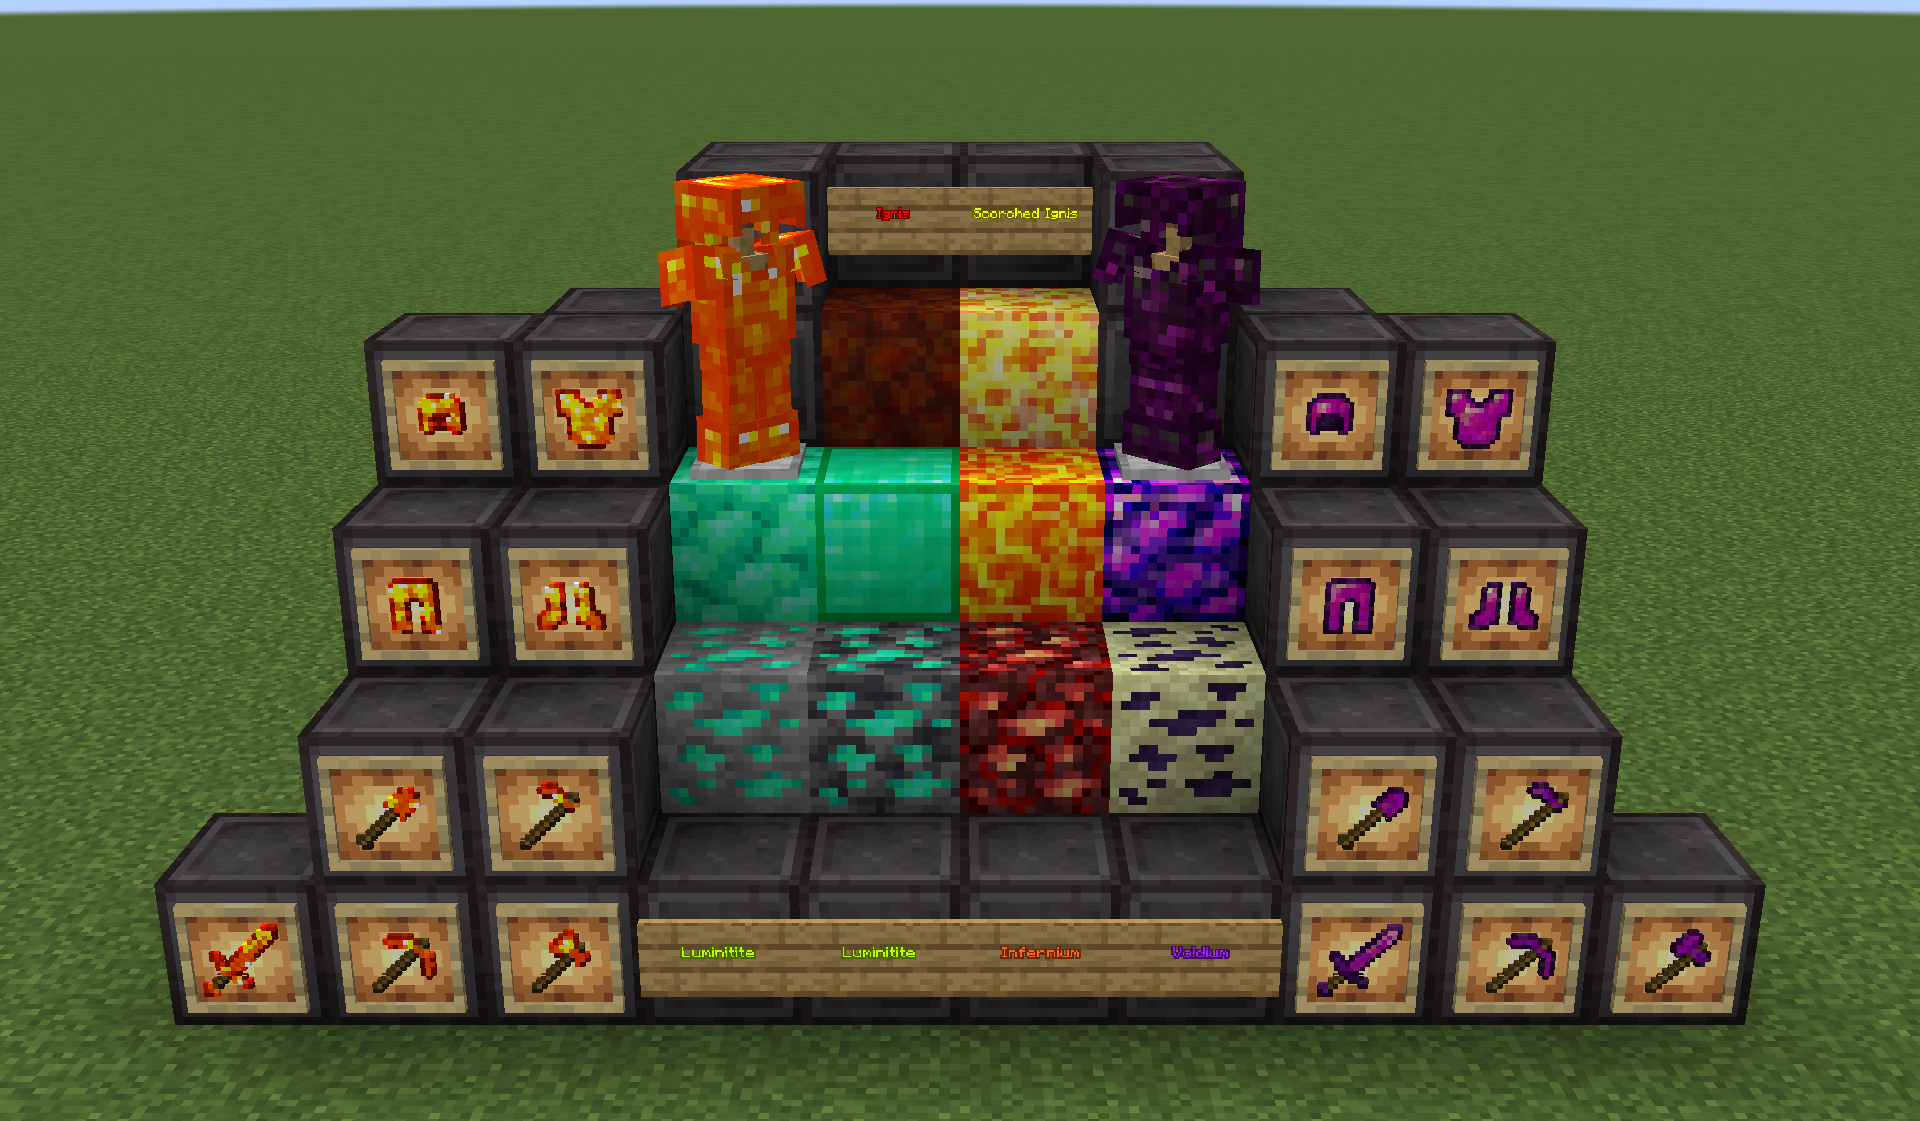 Ignis
Scorched Ignis
Luminitite
Luminitite
Infernium
Voidium